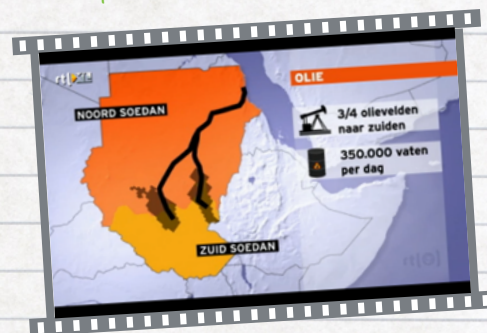 OLIE
NOORD SOEDAN
3/4 olievelden
naar zuiden
350.000 vaten
per dag
ZUID SOEDAN